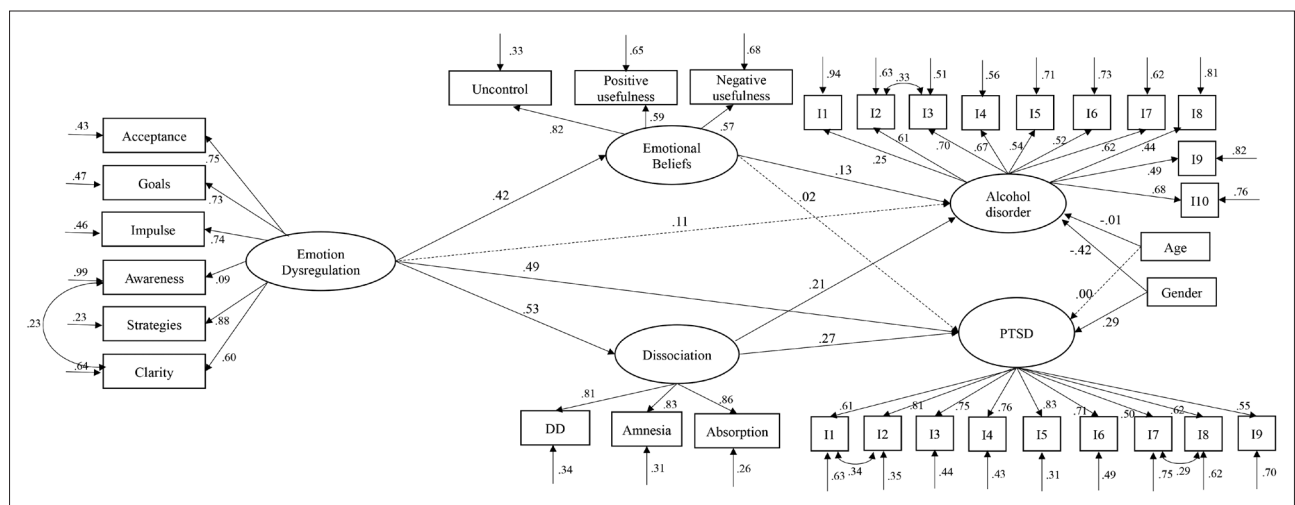 .33
.65
.68
Uncontrol
Positive
usefulness
Negative
usefulness
.82
.59
.57
Emotional
Beliefs
.94
.63
.33
.51
.56
.71
.73
.62
.81
I1
I2
I3
I4
I5
I6
I7
I8
I9
.82
I10
.76
.25
.61
.70
.67
.54
.52
.62
.44
.49
.68
Alcohol
disorder
.43
Acceptance
.75
.47
Goals
.73
.46
Impulse
.74
.99
Awareness
.09
.23
.23
Strategies
.88
.64
Clarity
.60
Emotion
Dysregulation
.42
.11
.49
.53
.13
.02
.21
.27
-.01
Age
-.42
Gender
.00
.29
Dissociation
.81
.83
.86
DD
Amnesia
Absorption
.34
.31
.26
PTSD
.61
.81
.75
.76
.83
.71
.50
.62
.55
I1
I2
I3
I4
I5
I6
I7
I8
I9
.63
.34
.35
.44
.43
.31
.49
.75
.29
.62
.70